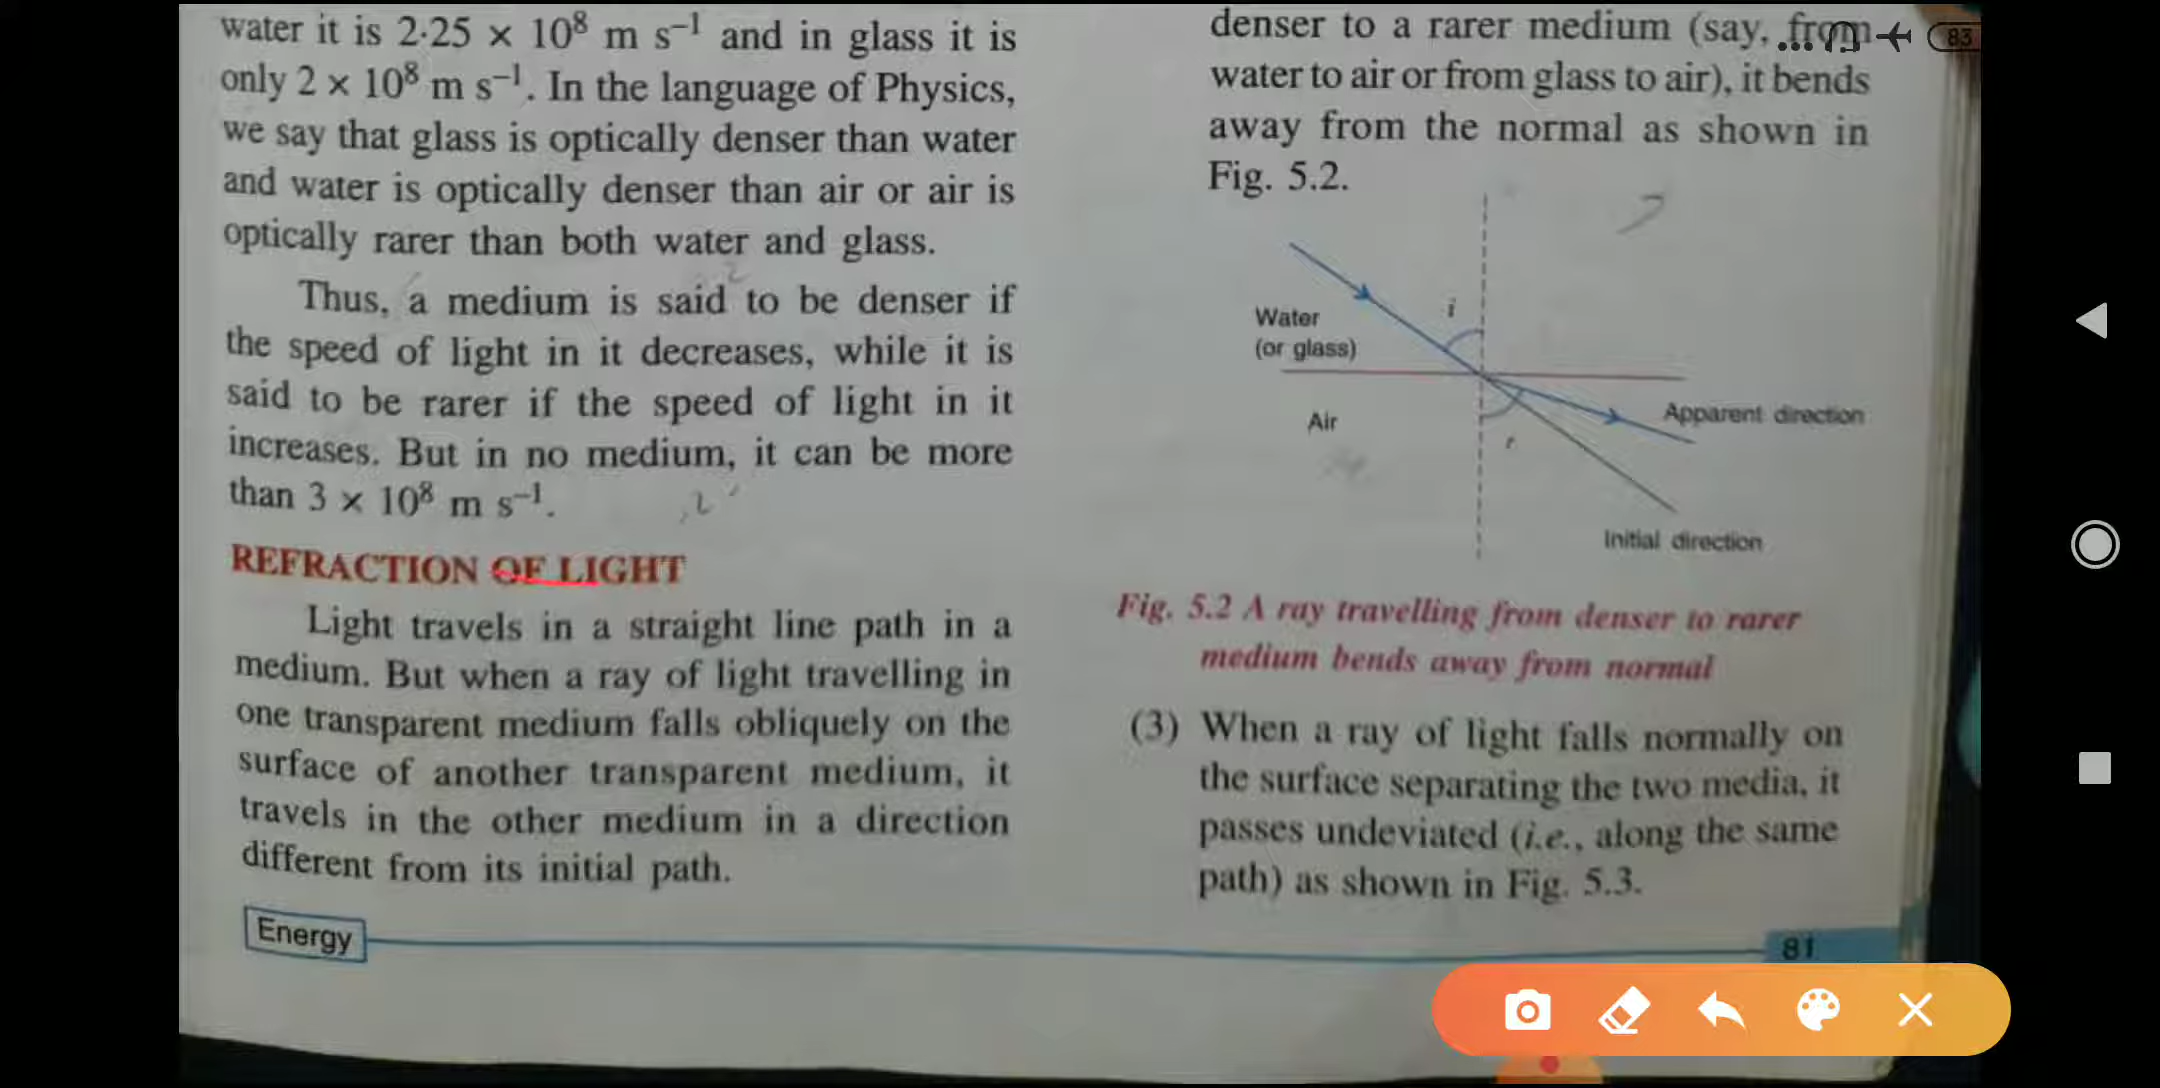 water it is 2·25 × 10⁸ m s⁻¹ and in glass it is
only 2 × 10⁸ m s⁻¹. In the language of Physics,
we say that glass is optically denser than water
and water is optically denser than air or air is
optically rarer than both water and glass.
Thus, a medium is said to be denser if
the speed of light in it decreases, while it is
said to be rarer if the speed of light in it
increases. But in no medium, it can be more
than 3 × 10⁸ m s⁻¹.
REFRACTION OF LIGHT
Light travels in a straight line path in a
medium. But when a ray of light travelling in
one transparent medium falls obliquely on the
surface of another transparent medium, it
travels in the other medium in a direction
different from its initial path.
Energy
denser to a rarer medium (say, from
water to air or from glass to air), it bends
away from the normal as shown in
Fig. 5.2.
i
Water
(or glass)
Air
r
Apparent direction
Initial direction
Fig. 5.2 A ray travelling from denser to rarer
medium bends away from normal
(3) When a ray of light falls normally on
the surface separating the two media, it
passes undeviated (i.e., along the same
path) as shown in Fig. 5.3.
81
83